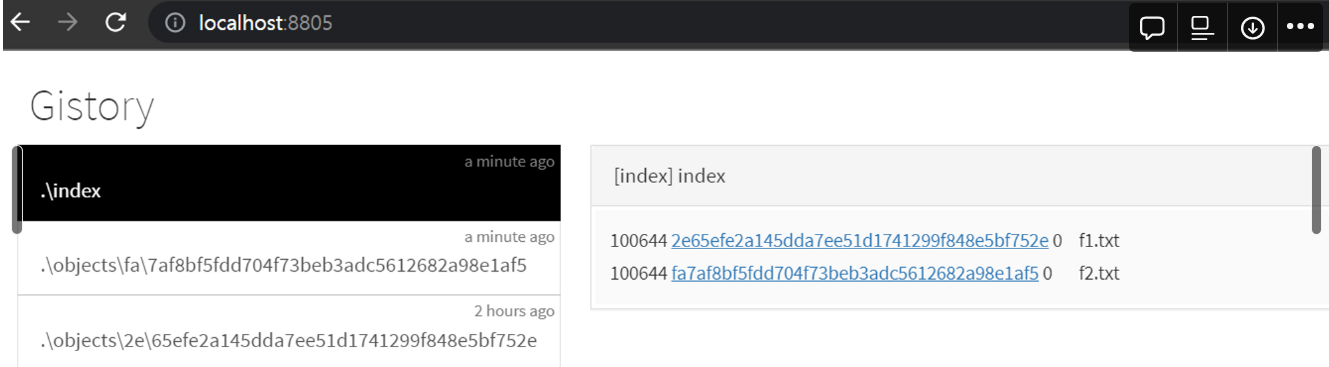 localhost:8805
Gistory
a minute ago
.\index
a minute ago
.\objects\fa\7af8bf5fdd704f73beb3adc5612682a98e1af5
2 hours ago
.\objects\2e\65efe2a145dda7ee51d1741299f848e5bf752e
[index] index
100644 2e65efe2a145dda7ee51d1741299f848e5bf752e 0 f1.txt
100644 fa7af8bf5fdd704f73beb3adc5612682a98e1af5 0 f2.txt